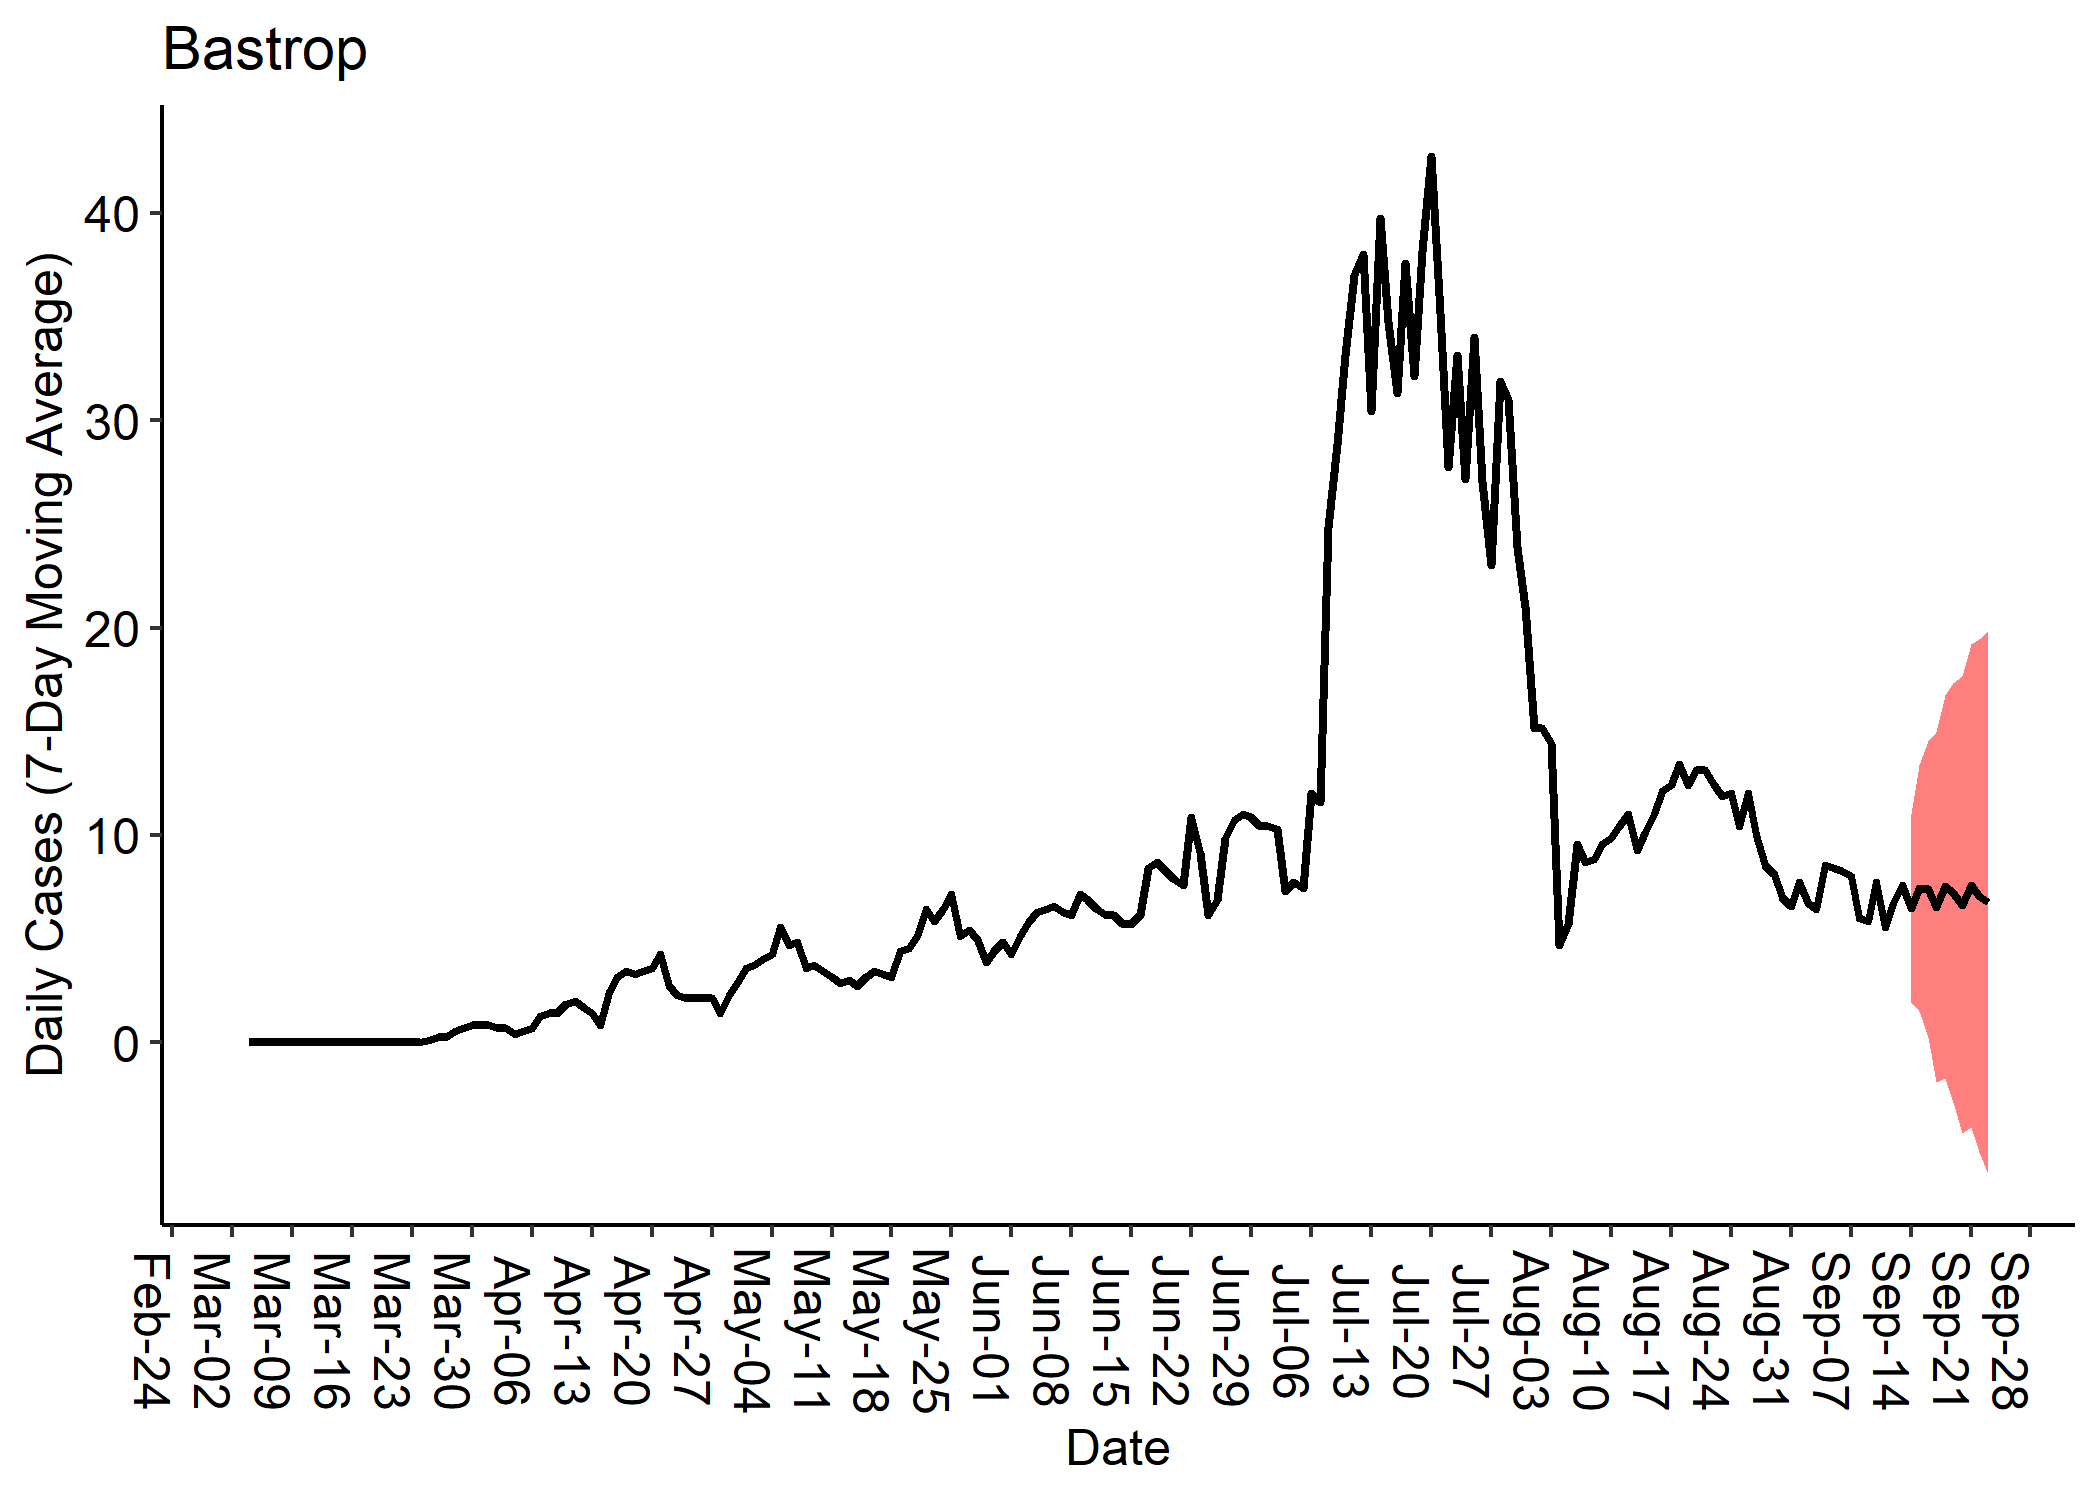 Bastrop
Daily Cases (7-Day Moving Average)
40
30
20
10
0
Feb-24
Mar-02
Mar-09
Mar-16
Mar-23
Mar-30
Apr-06
Apr-13
Apr-20
Apr-27
May-04
May-11
May-18
May-25
Jun-01
Jun-08
Jun-15
Jun-22
Jun-29
Jul-06
Jul-13
Jul-20
Jul-27
Aug-03
Aug-10
Aug-17
Aug-24
Aug-31
Sep-07
Sep-14
Sep-21
Sep-28
Date